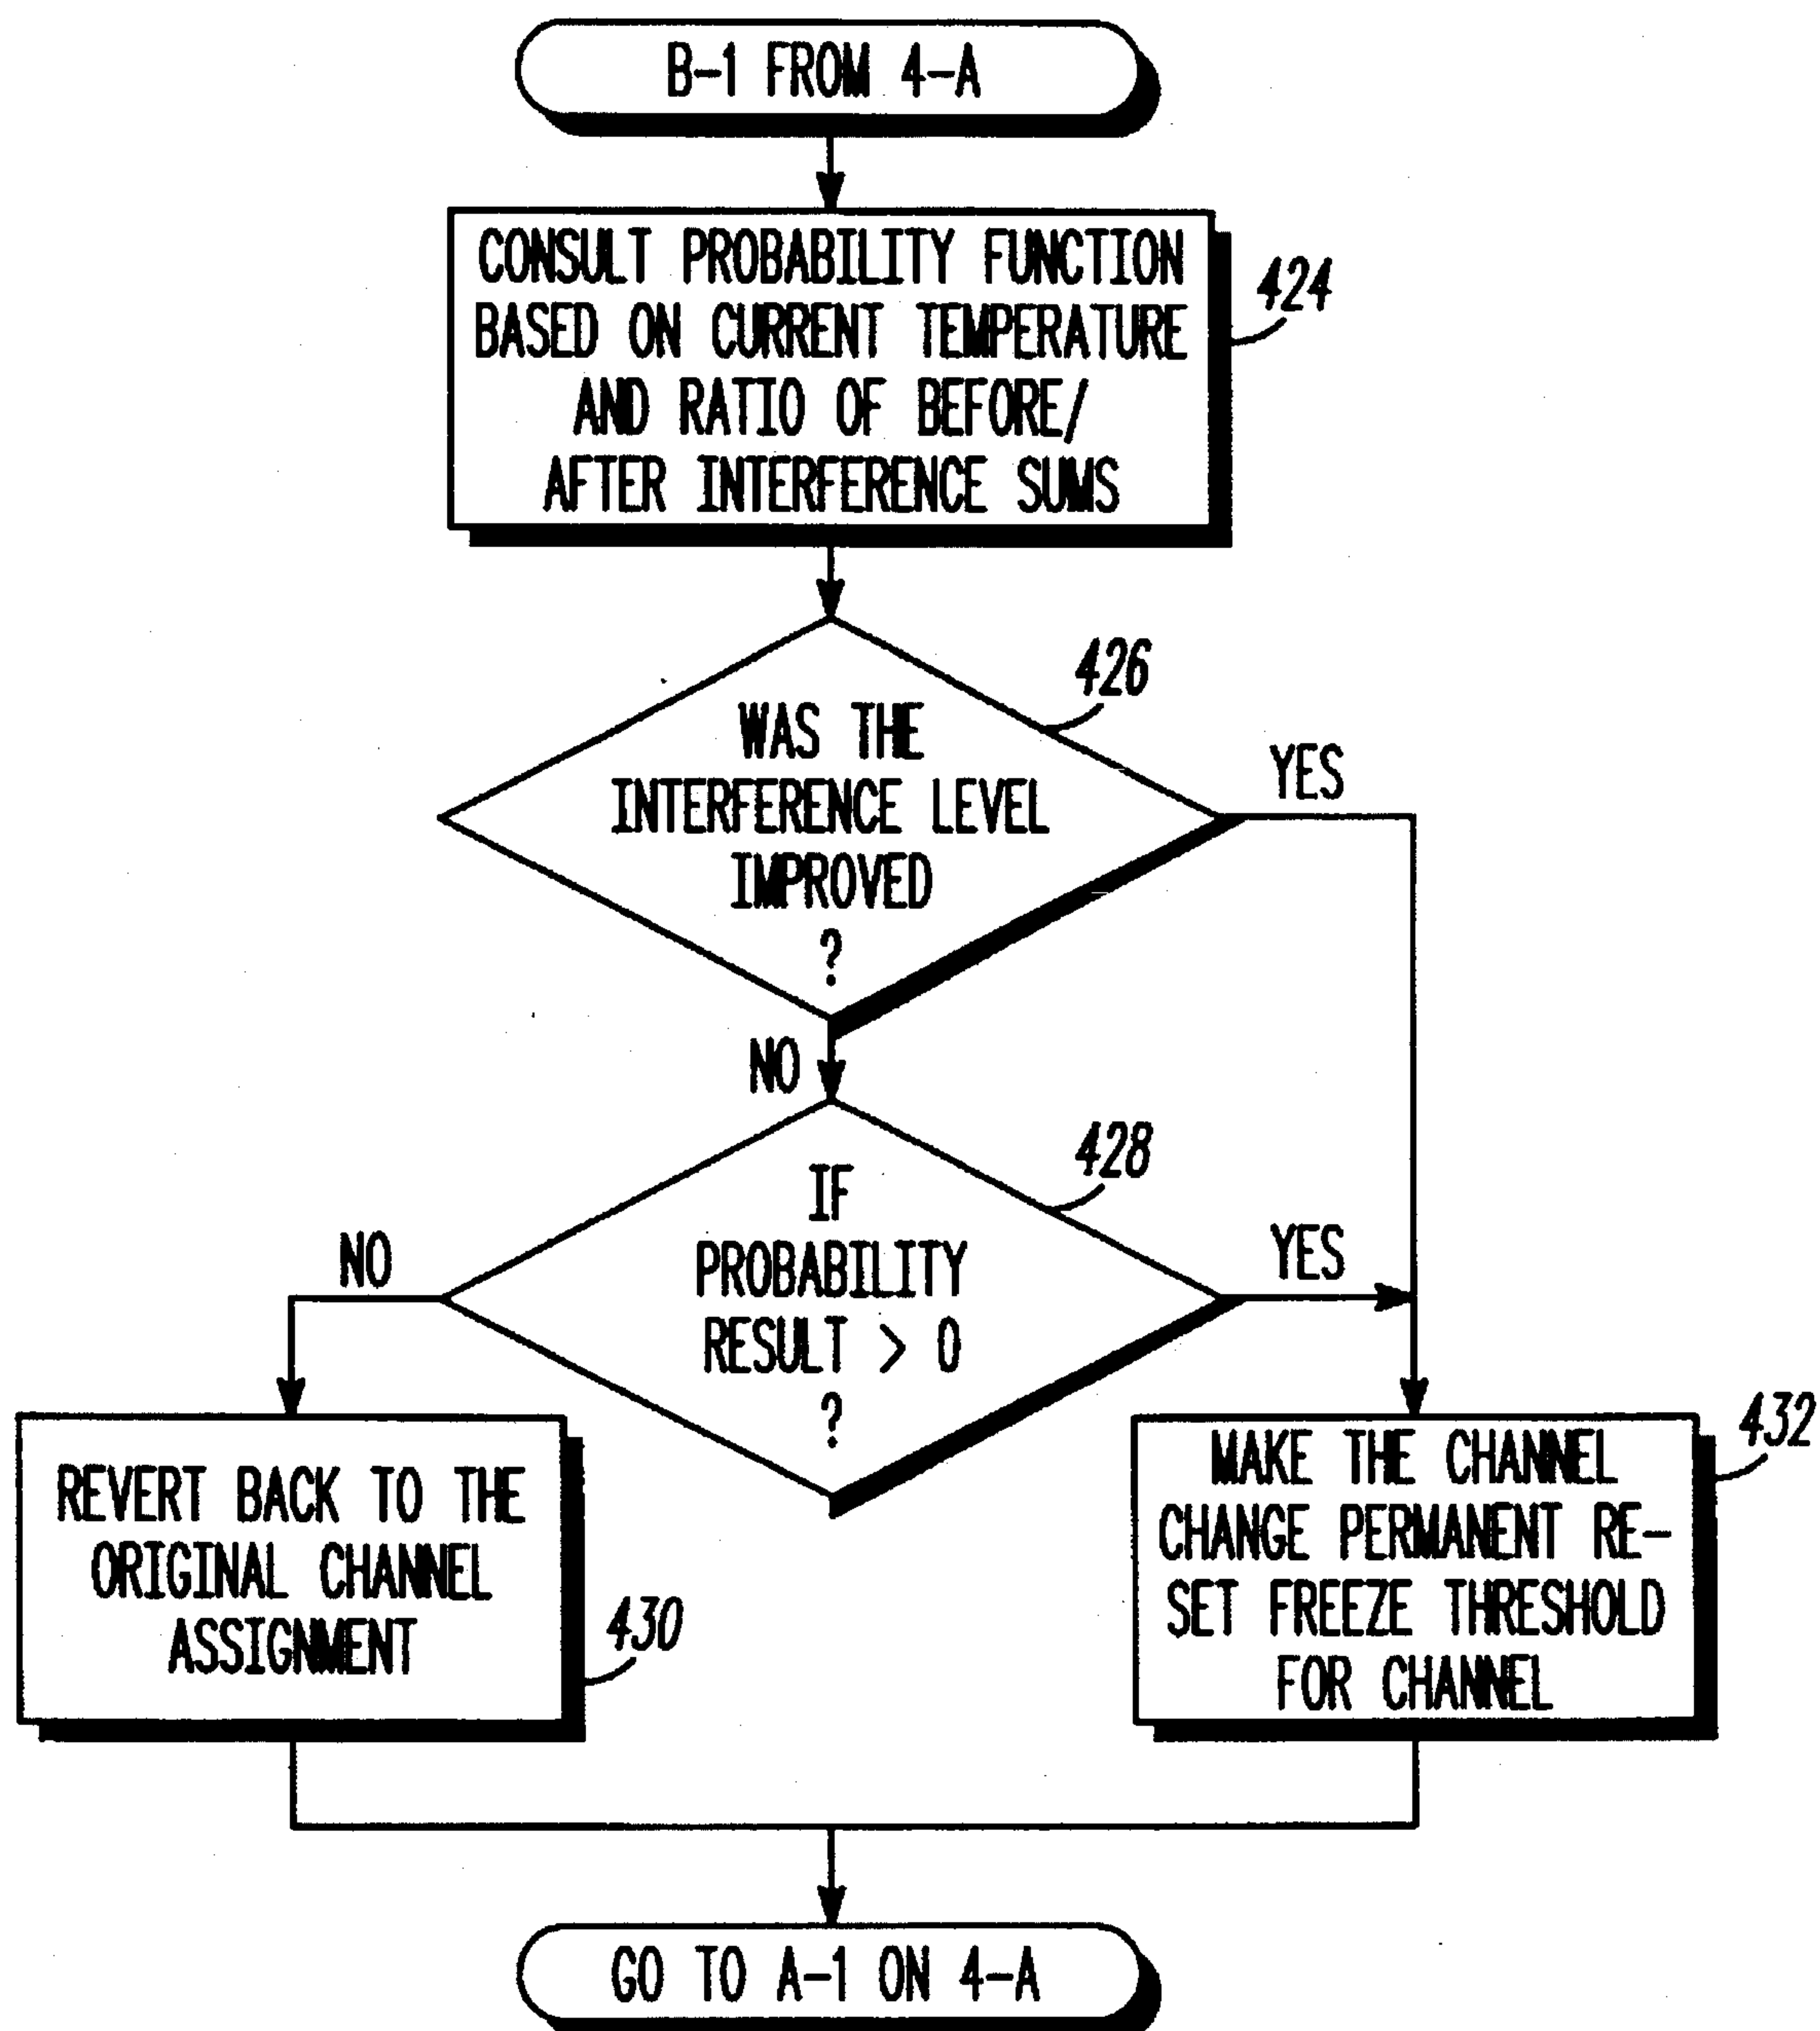 B-1 FROM 4-A
CONSULT PROBABILITY FUNCTION
BASED ON CURRENT TEMPERATURE
AND RATIO OF BEFORE/
AFTER INTERFERENCE SUMS
424
WAS THE
INTERFERENCE LEVEL
IMPROVED
?
426
YES
NO
IF
PROBABILITY
RESULT > 0
?
428
NO
YES
REVERT BACK TO THE
ORIGINAL CHANNEL
ASSIGNMENT
430
MAKE THE CHANNEL
CHANGE PERMANENT RE-
SET FREEZE THRESHOLD
FOR CHANNEL
432
GO TO A-1 ON 4-A